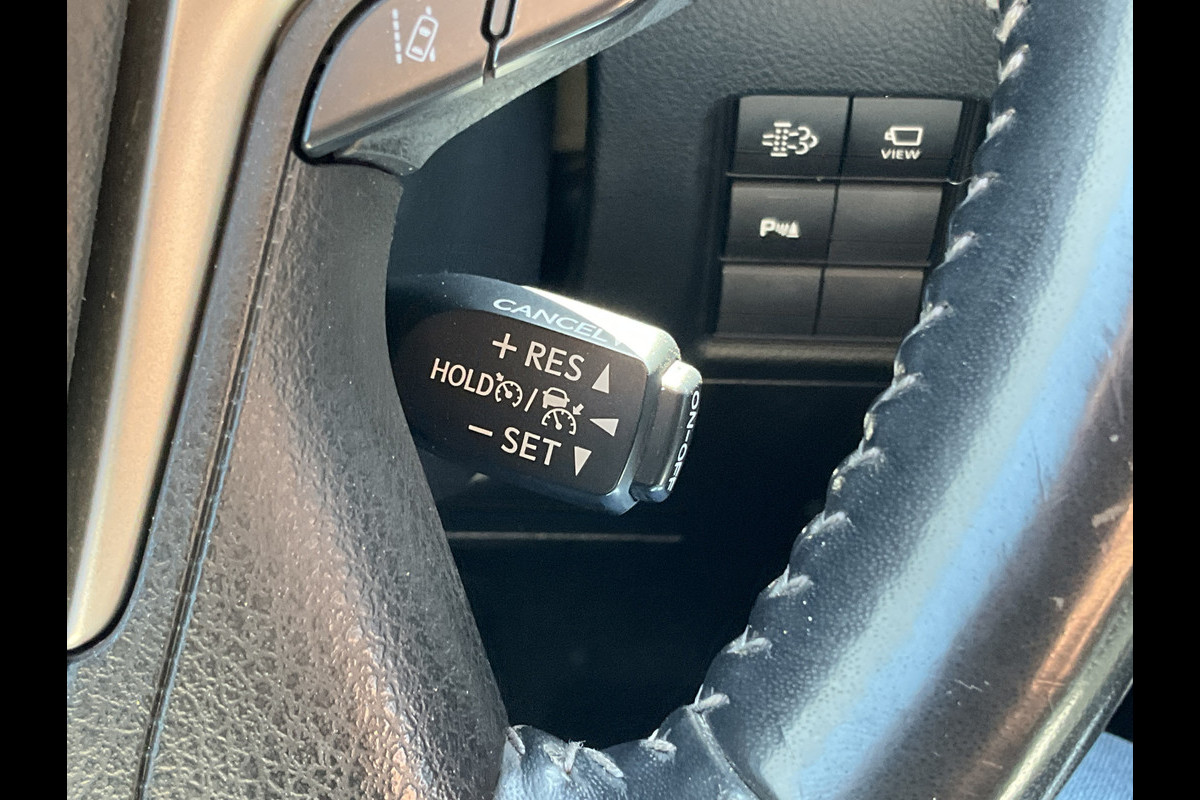 VIEW
P
CANCEL
+ RES
HOLD /
- SET
ON-OFF